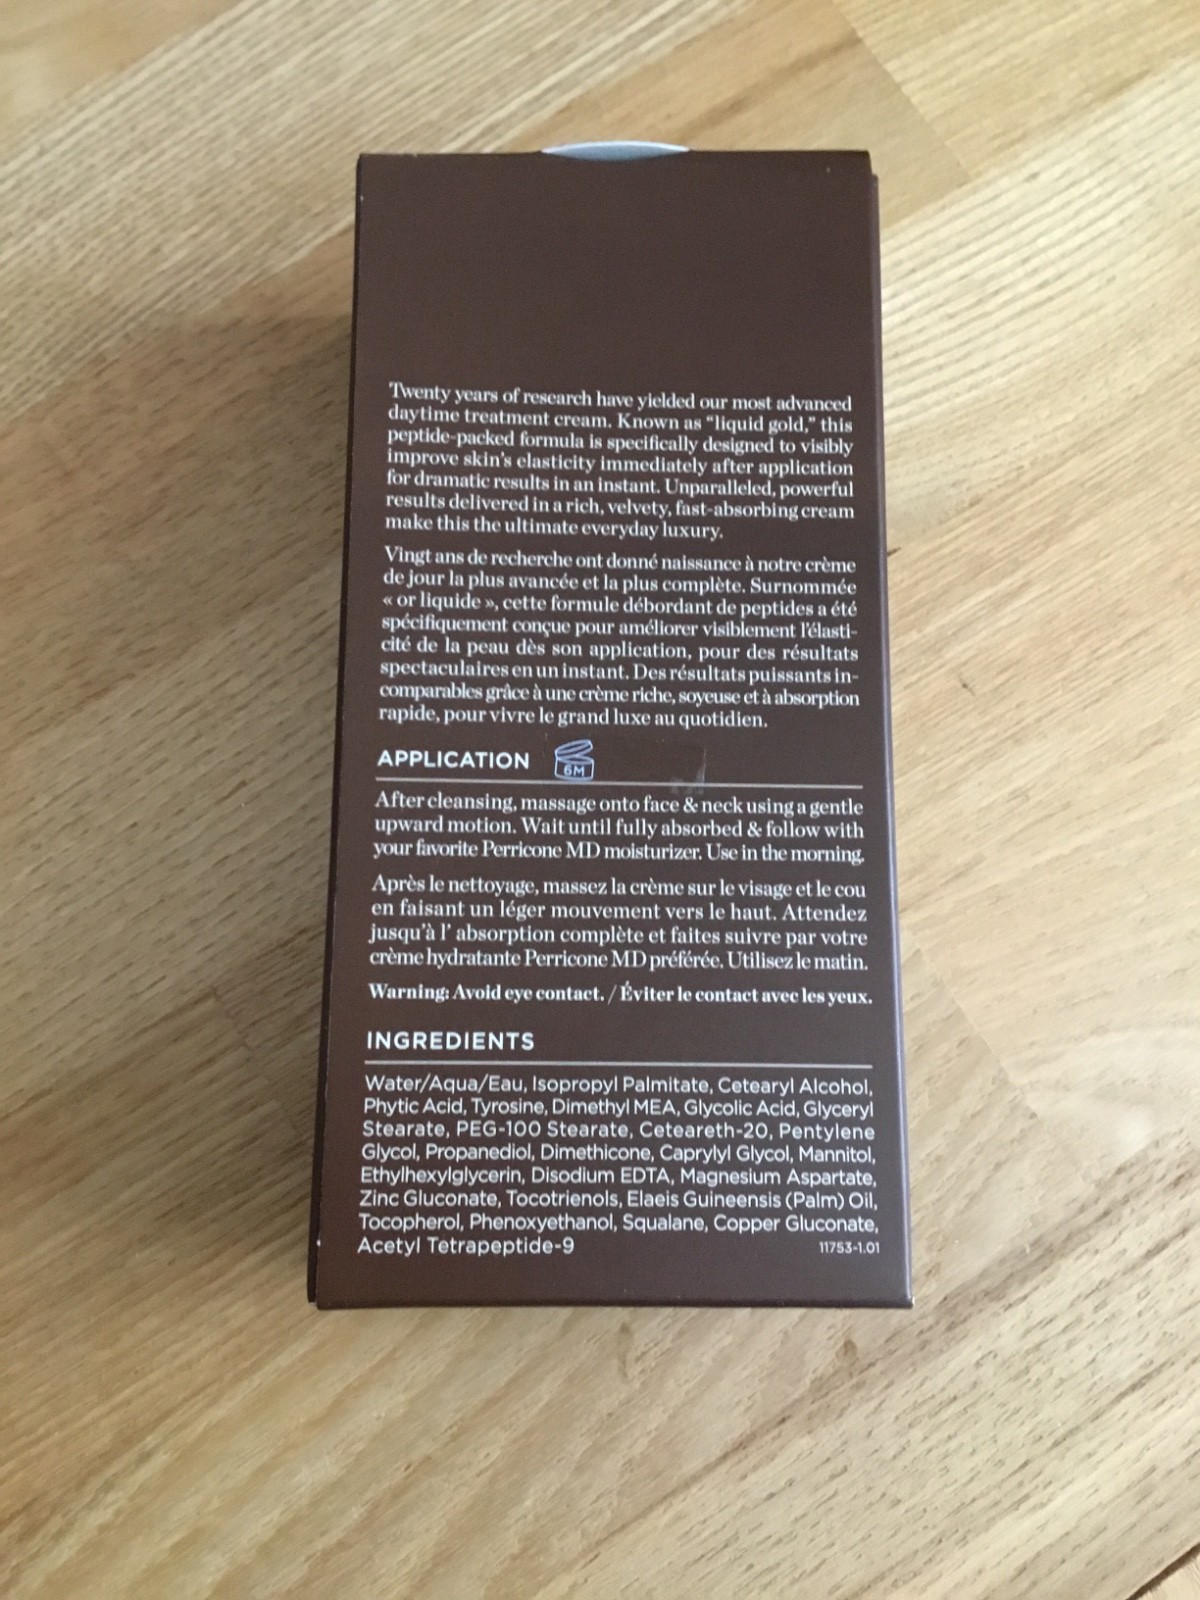 Twenty years of research have yielded our most advanced
daytime treatment cream. Known as “liquid gold,” this
peptide-packed formula is specifically designed to visibly
improve skin’s elasticity immediately after application
for dramatic results in an instant. Unparalleled, powerful
results delivered in a rich, velvety, fast-absorbing cream
make this the ultimate everyday luxury.
Vingt ans de recherche ont donné naissance à notre crème
de jour la plus avancée et la plus complète. Surnommée
« or liquide », cette formule débordant de peptides a été
spécifiquement conçue pour améliorer visiblement l’élasti-
cité de la peau dès son application, pour des résultats
spectaculaires en un instant. Des résultats puissants in-
comparables grâce à une crème riche, soyeuse et à absorption
rapide, pour vivre le grand luxe au quotidien.
APPLICATION 6M
After cleansing, massage onto face & neck using a gentle
upward motion. Wait until fully absorbed & follow with
your favorite Perricone MD moisturizer. Use in the morning.
Après le nettoyage, massez la crème sur le visage et le cou
en faisant un léger mouvement vers le haut. Attendez
jusqu’à l’ absorption complète et faites suivre par votre
crème hydratante Perricone MD préférée. Utilisez le matin.
Warning: Avoid eye contact. / Éviter le contact avec les yeux.
INGREDIENTS
Water/Aqua/Eau, Isopropyl Palmitate, Cetearyl Alcohol,
Phytic Acid, Tyrosine, Dimethyl MEA, Glycolic Acid, Glyceryl
Stearate, PEG-100 Stearate, Ceteareth-20, Pentylene
Glycol, Propanediol, Dimethicone, Caprylyl Glycol, Mannitol,
Ethylhexylglycerin, Disodium EDTA, Magnesium Aspartate,
Zinc Gluconate, Tocotrienols, Elaeis Guineensis (Palm) Oil,
Tocopherol, Phenoxyethanol, Squalane, Copper Gluconate,
Acetyl Tetrapeptide-9 11753-1.01